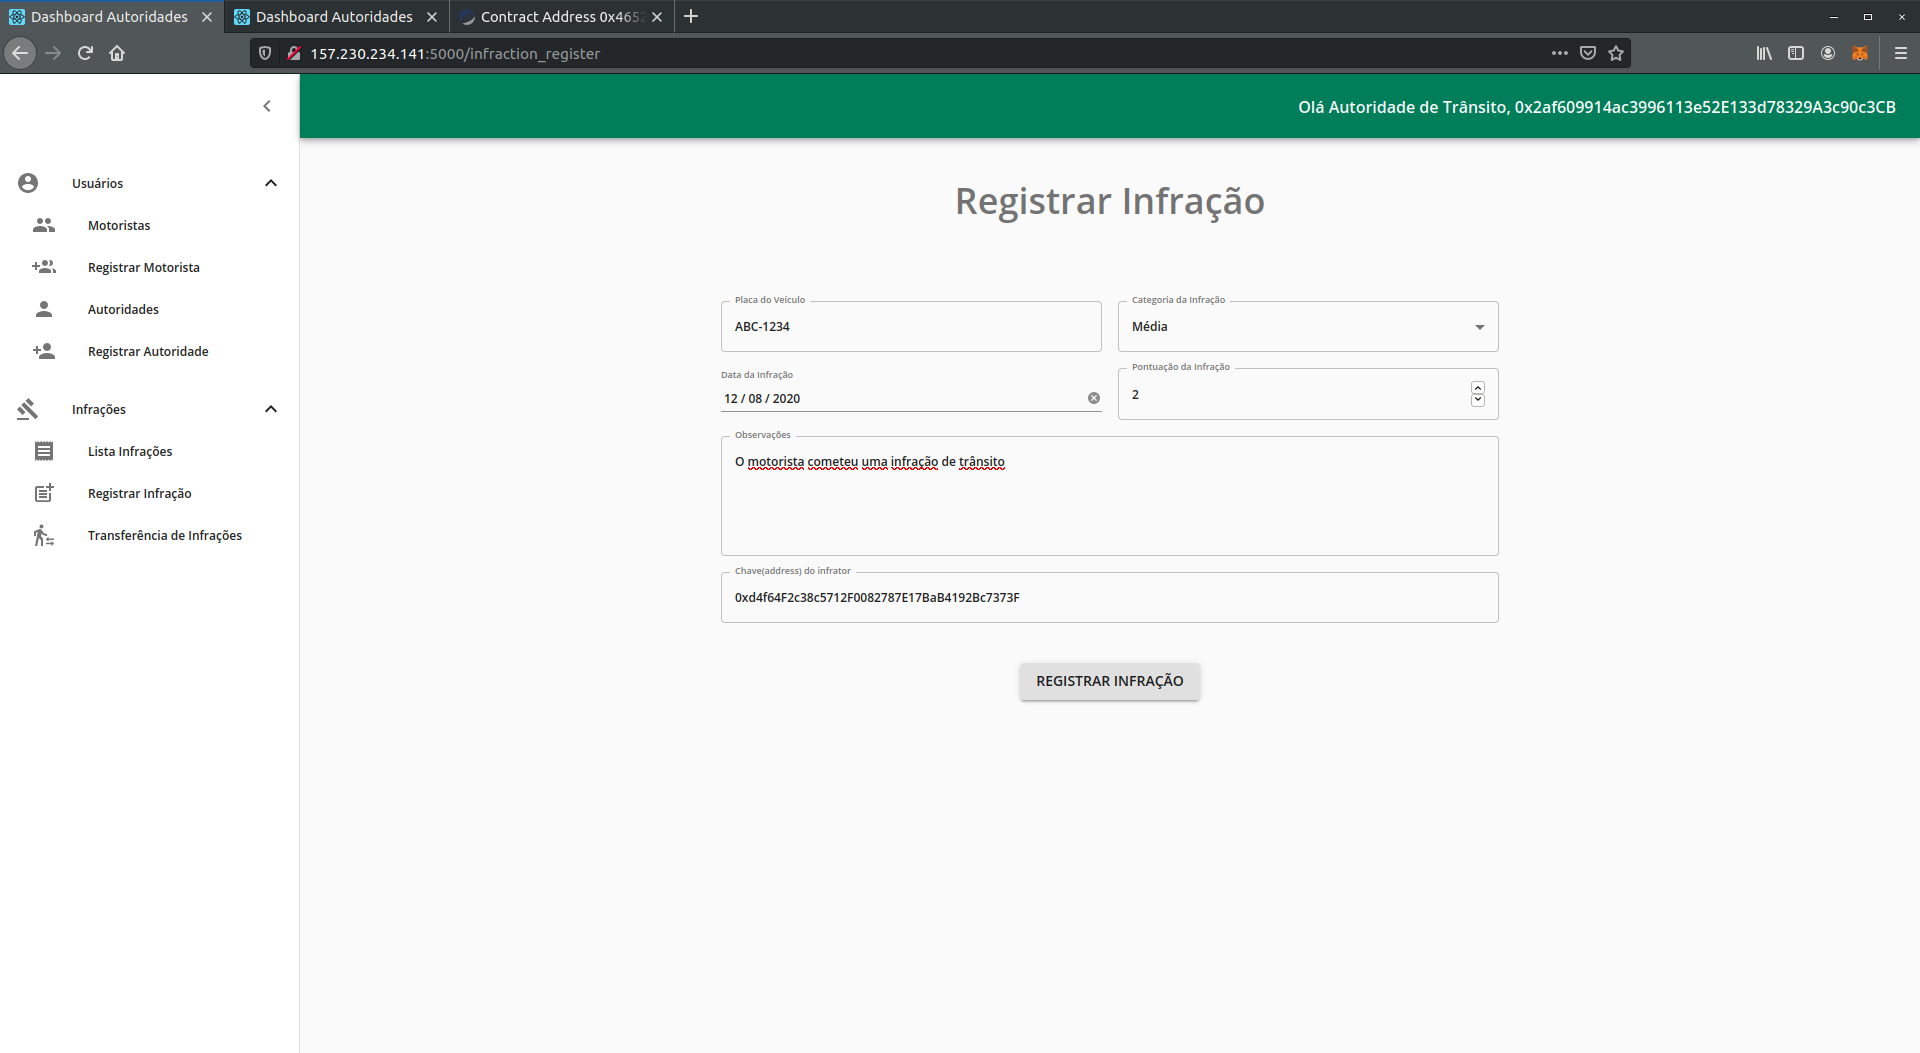 Dashboard Autoridades
Dashboard Autoridades
Contract Address 0x4652
157.230.234.141:5000/infraction_register
Olá Autoridade de Trânsito, 0x2af609914ac3996113e52E133d78329A3c90c3CB
Usuários
Motoristas
Registrar Motorista
Autoridades
Registrar Autoridade
Infrações
Lista Infrações
Registrar Infração
Transferência de Infrações
Registrar Infração
Placa do Veículo
ABC-1234
Categoria da Infração
Média
Data da Infração
12 / 08 / 2020
Pontuação da Infração
2
Observações
O motorista cometeu uma infração de trânsito
Chave(address) do infrator
0xd4f64F2c38c5712F0082787E17BaB4192Bc7373F
REGISTRAR INFRAÇÃO